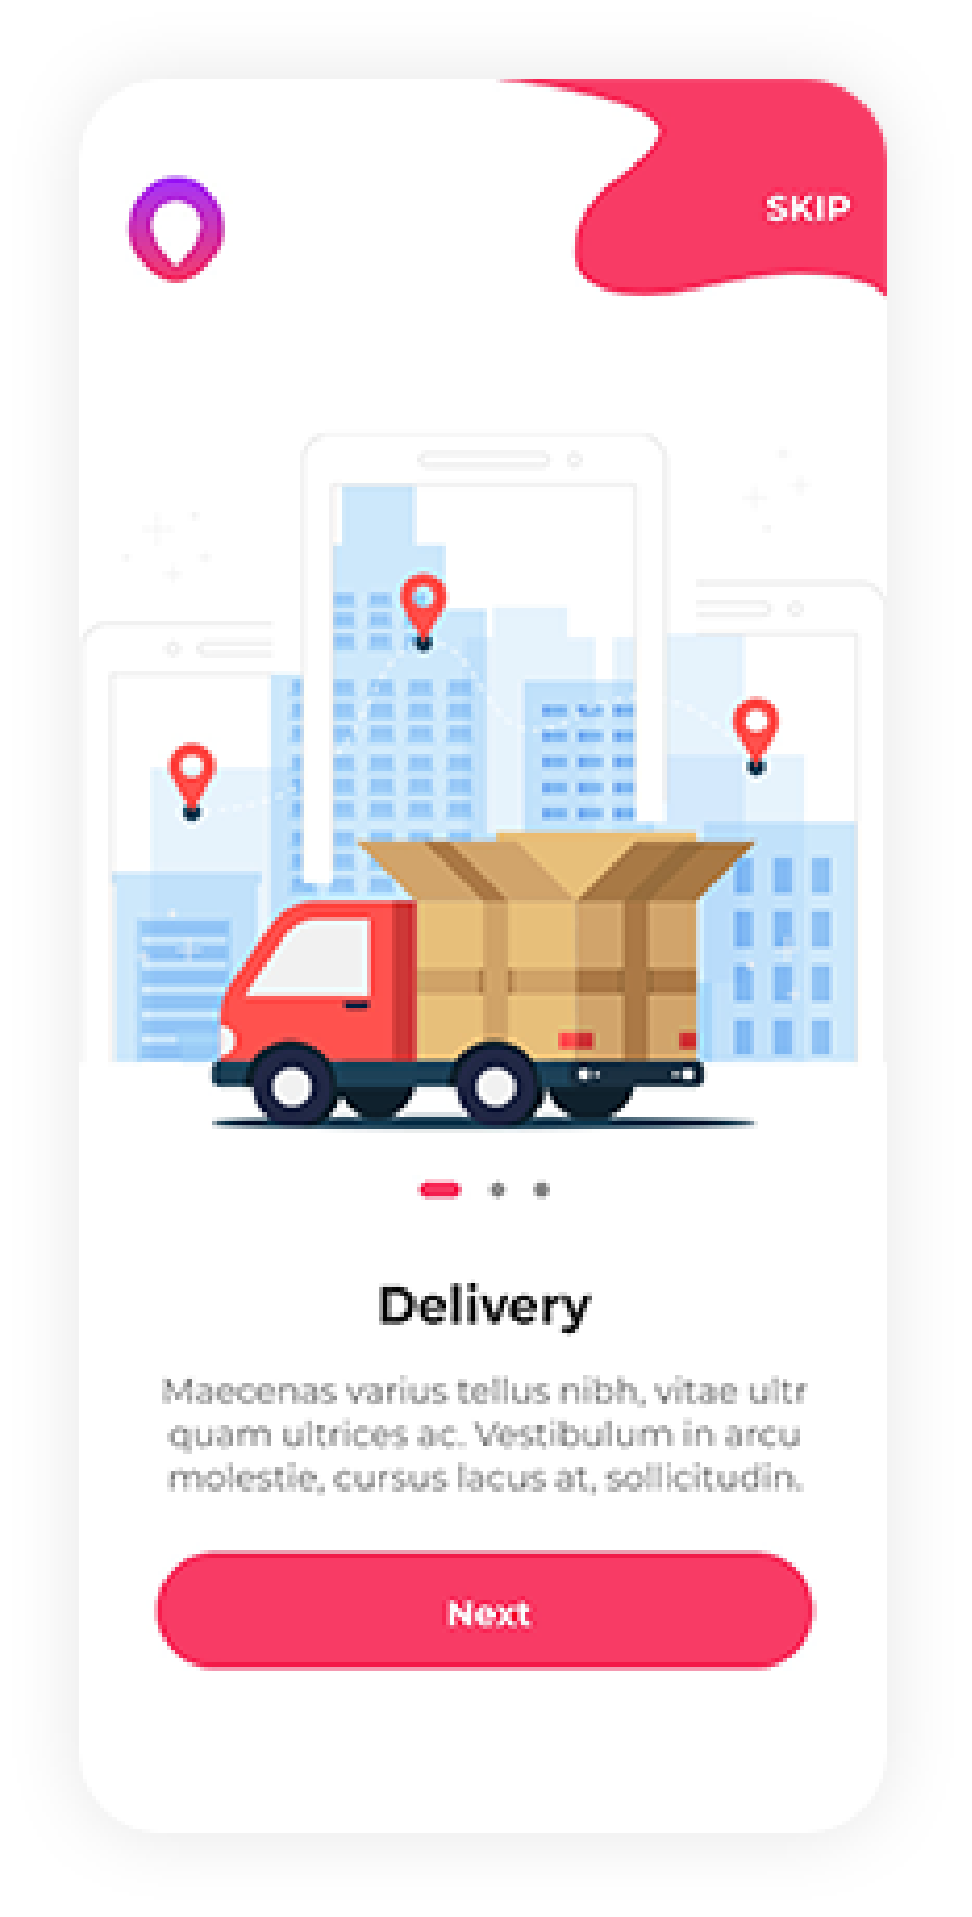 SKIP
Delivery
Maecenas varius tellus nibh, vitae ultr
quam ultrices ac. Vestibulum in arcu
molestie, cursus lacus at, sollicitudin.
Next